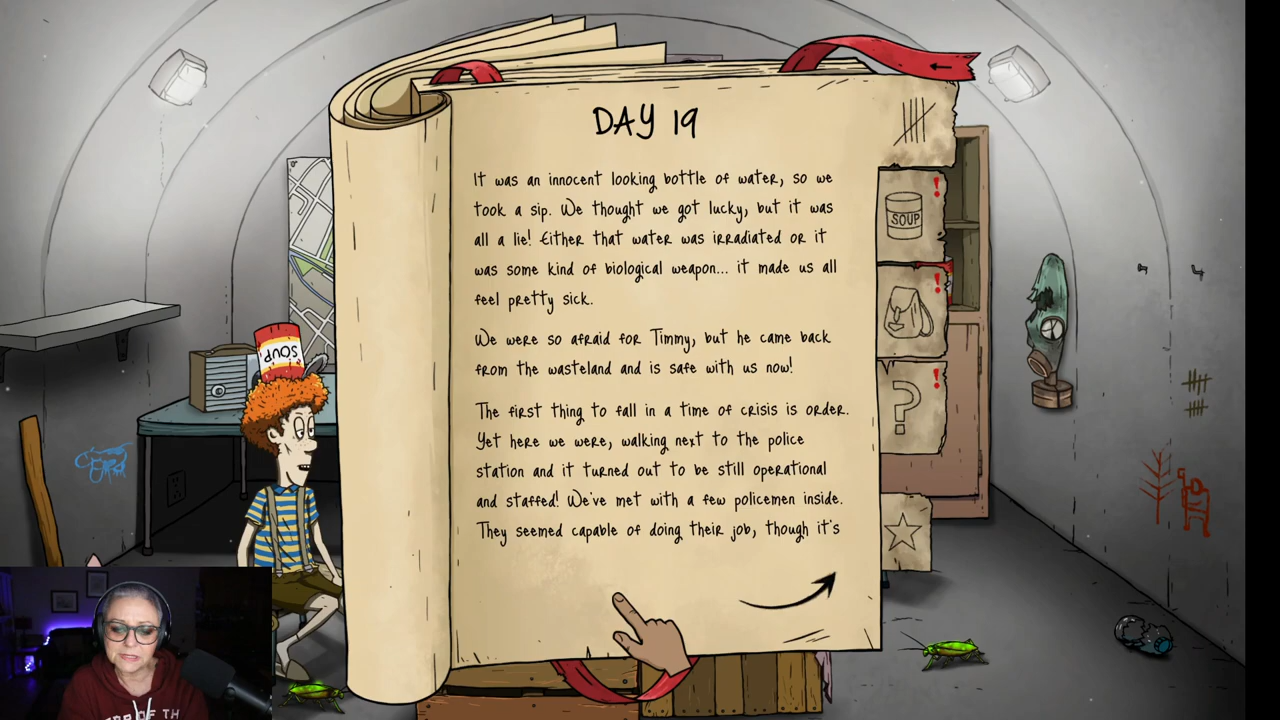 DAY 19
It was an innocent looking bottle of water, so we
took a sip. We thought we got lucky, but it was
all a lie! Either that water was irradiated or it
was some kind of biological weapon... it made us all
feel pretty sick.
We were so afraid for Timmy, but he came back
from the wasteland and is safe with us now!
The first thing to fall in a time of crisis is order.
Yet here we were, walking next to the police
station and it turned out to be still operational
and staffed! We've met with a few policemen inside.
They seemed capable of doing their job, though it's
SOUP
!
!
!
?
SOUP